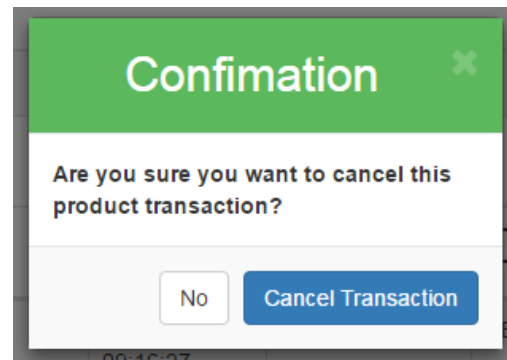 Confimation
Are you sure you want to cancel this
product transaction?
No
Cancel Transaction